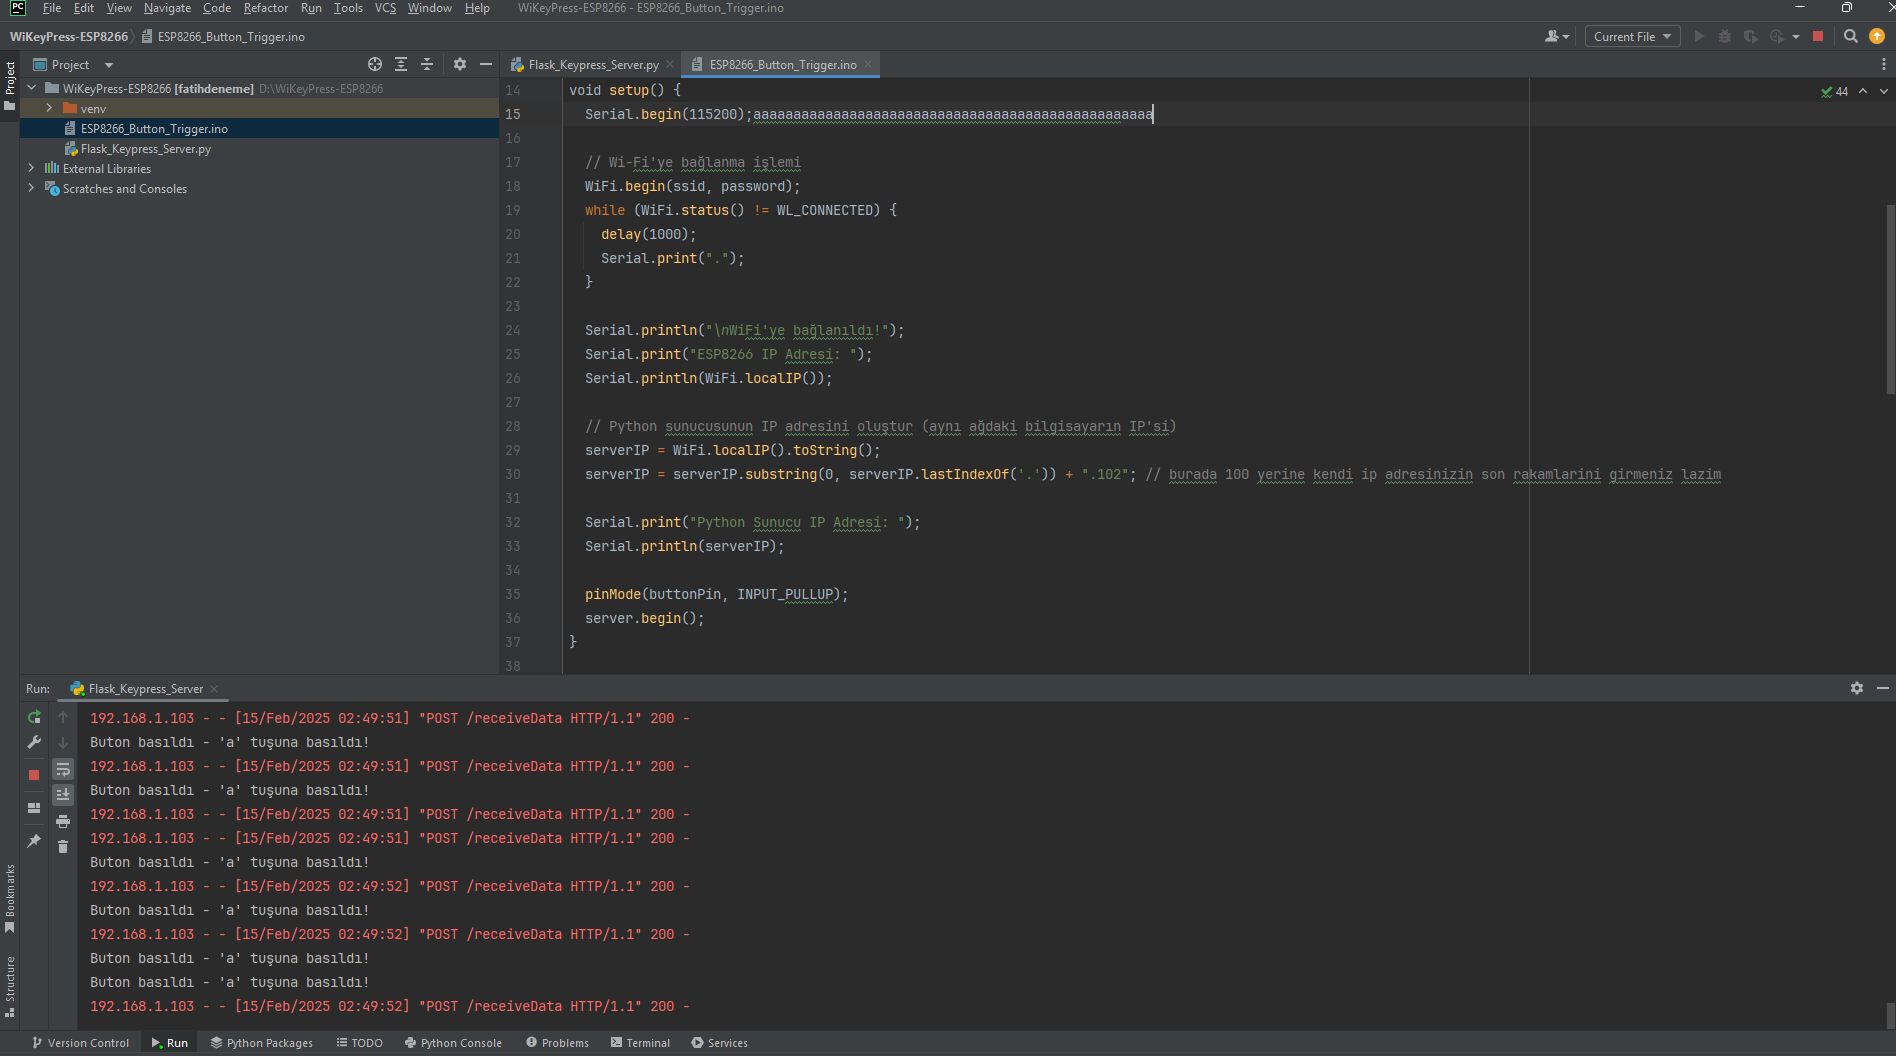 PC File Edit View Navigate Code Refactor Run Tools VCS Window Help WiKeyPress-ESP8266 - ESP8266_Button_Trigger.ino
WiKeyPress-ESP8266 ESP8266_Button_Trigger.ino Current File
Project
Project
WiKeyPress-ESP8266 [fatihdeneme] D:\WiKeyPress-ESP8266
venv
ESP8266_Button_Trigger.ino
Flask_Keypress_Server.py
External Libraries
Scratches and Consoles
Flask_Keypress_Server.py ESP8266_Button_Trigger.ino
44
14 void setup() {
15 Serial.begin(115200);aaaaaaaaaaaaaaaaaaaaaaaaaaaaaaaaaaaaaaaaaaaaaaaaaa
16
17 // Wi-Fi'ye bağlanma işlemi
18 WiFi.begin(ssid, password);
19 while (WiFi.status() != WL_CONNECTED) {
20 delay(1000);
21 Serial.print(".");
22 }
23
24 Serial.println("\nWiFi'ye bağlanıldı!");
25 Serial.print("ESP8266 IP Adresi: ");
26 Serial.println(WiFi.localIP());
27
28 // Python sunucusunun IP adresini oluştur (aynı ağdaki bilgisayarın IP'si)
29 serverIP = WiFi.localIP().toString();
30 serverIP = serverIP.substring(0, serverIP.lastIndexOf('.')) + ".102"; // burada 100 yerine kendi ip adresinizin son rakamlarini girmeniz lazim
31
32 Serial.print("Python Sunucu IP Adresi: ");
33 Serial.println(serverIP);
34
35 pinMode(buttonPin, INPUT_PULLUP);
36 server.begin();
37 }
38
Run: Flask_Keypress_Server
192.168.1.103 - - [15/Feb/2025 02:49:51] "POST /receiveData HTTP/1.1" 200 -
Buton basıldı - 'a' tuşuna basıldı!
192.168.1.103 - - [15/Feb/2025 02:49:51] "POST /receiveData HTTP/1.1" 200 -
Buton basıldı - 'a' tuşuna basıldı!
192.168.1.103 - - [15/Feb/2025 02:49:51] "POST /receiveData HTTP/1.1" 200 -
192.168.1.103 - - [15/Feb/2025 02:49:51] "POST /receiveData HTTP/1.1" 200 -
Buton basıldı - 'a' tuşuna basıldı!
192.168.1.103 - - [15/Feb/2025 02:49:52] "POST /receiveData HTTP/1.1" 200 -
Buton basıldı - 'a' tuşuna basıldı!
192.168.1.103 - - [15/Feb/2025 02:49:52] "POST /receiveData HTTP/1.1" 200 -
Buton basıldı - 'a' tuşuna basıldı!
Buton basıldı - 'a' tuşuna basıldı!
192.168.1.103 - - [15/Feb/2025 02:49:52] "POST /receiveData HTTP/1.1" 200 -
Bookmarks
Structure
Version Control Run Python Packages TODO Python Console Problems Terminal Services